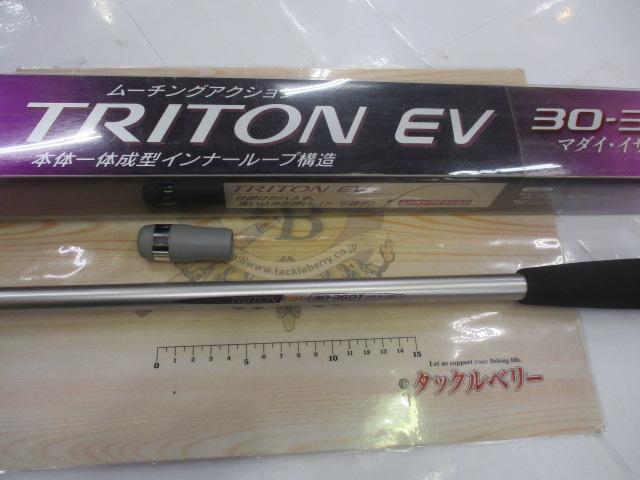 ムーチングアクショ
TRITON EV 30-3
本体一体成型インナーループ構造
マダイ・イサ
TRITON EV
B
http://www.tackleberry.co.jp
TRITON EV 30-360I
0 1 2 3 4 5 6 7 8 9 10 11 12 13 14 15
Let us support your fishing life.
© タックルベリー